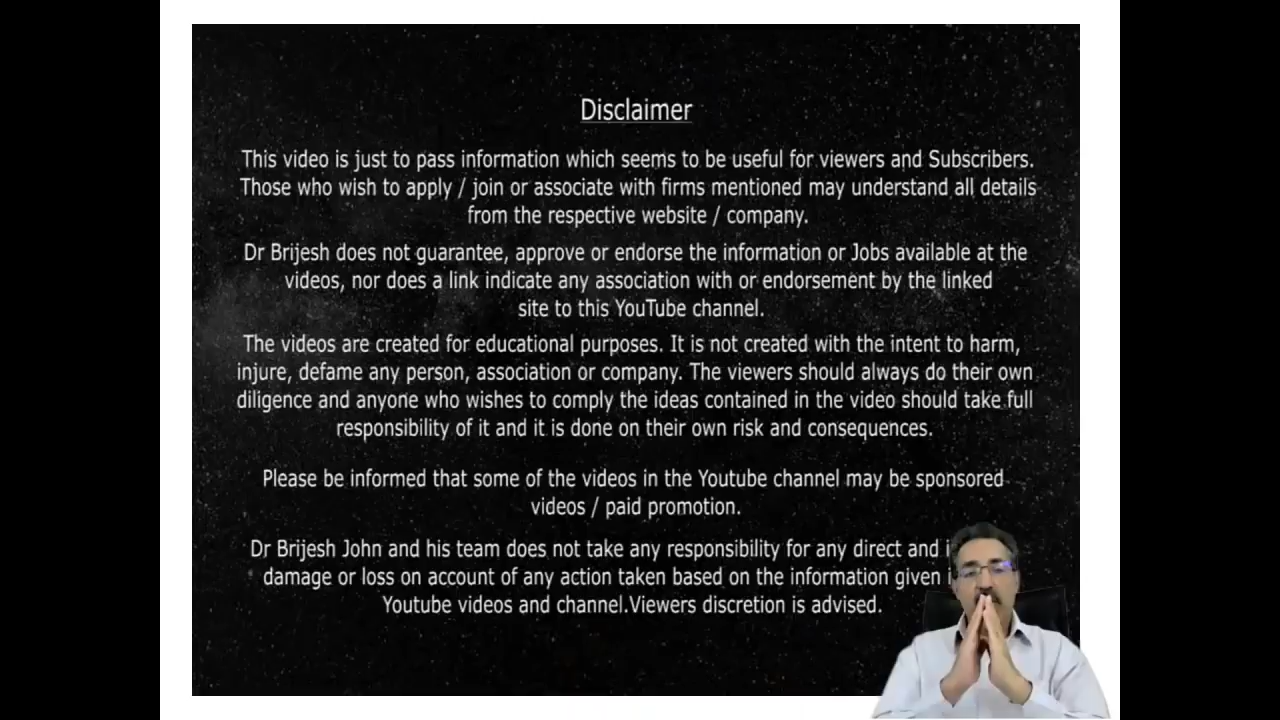 Disclaimer
This video is just to pass information which seems to be useful for viewers and Subscribers.
Those who wish to apply / join or associate with firms mentioned may understand all details
from the respective website / company.
Dr Brijesh does not guarantee, approve or endorse the information or Jobs available at the
videos, nor does a link indicate any association with or endorsement by the linked
site to this YouTube channel.
The videos are created for educational purposes. It is not created with the intent to harm,
injure, defame any person, association or company. The viewers should always do their own
diligence and anyone who wishes to comply the ideas contained in the video should take full
responsibility of it and it is done on their own risk and consequences.
Please be informed that some of the videos in the Youtube channel may be sponsored
videos / paid promotion.
Dr Brijesh John and his team does not take any responsibility for any direct and
damage or loss on account of any action taken based on the information given
Youtube videos and channel.Viewers discretion is advised.